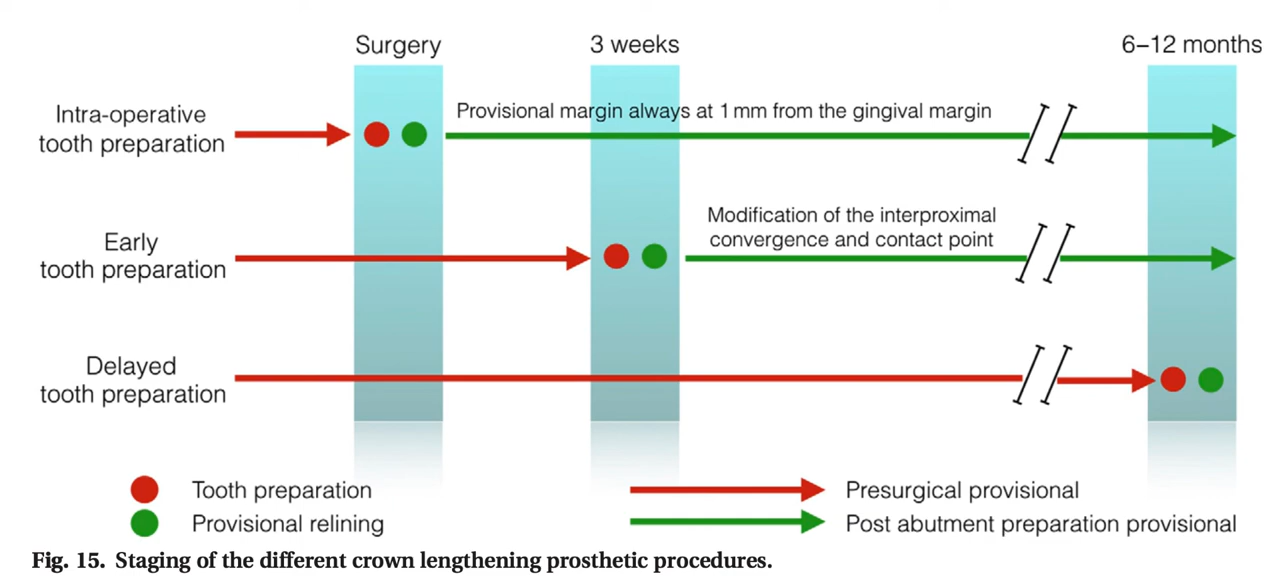 Surgery
3 weeks
6–12 months
Intra-operative
tooth preparation
Provisional margin always at 1 mm from the gingival margin
Early
tooth preparation
Modification of the interproximal
convergence and contact point
Delayed
tooth preparation
Tooth preparation
Presurgical provisional
Provisional relining
Post abutment preparation provisional
Fig. 15. Staging of the different crown lengthening prosthetic procedures.